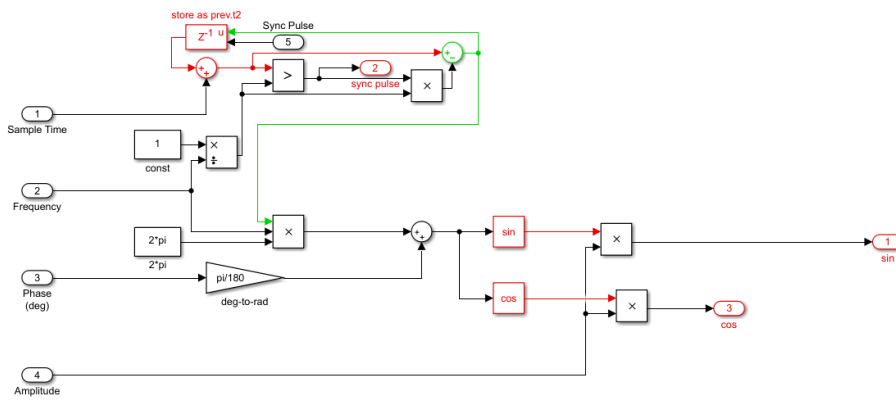 store as prev.t2
Sync Pulse
Z-1 u
5
+
+
+
−
>
2
sync pulse
×
1
Sample Time
1
const
×
÷
2
Frequency
2*pi
2*pi
×
+
+
sin
×
1
sin
3
Phase
(deg)
pi/180
deg-to-rad
cos
×
3
cos
4
Amplitude